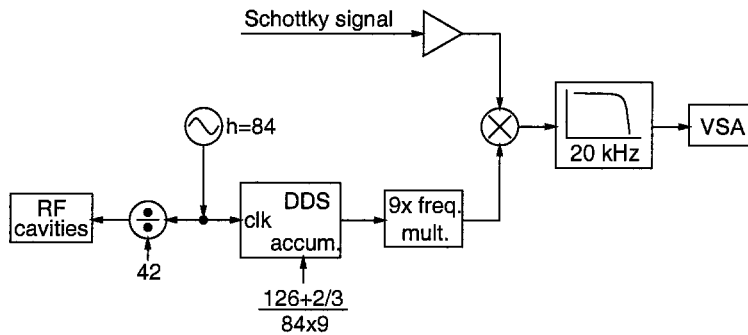 Schottky signal
h=84
20 kHz
VSA
RF
cavities
42
clk
DDS
accum.
9x freq.
mult.
126+2/3
84x9